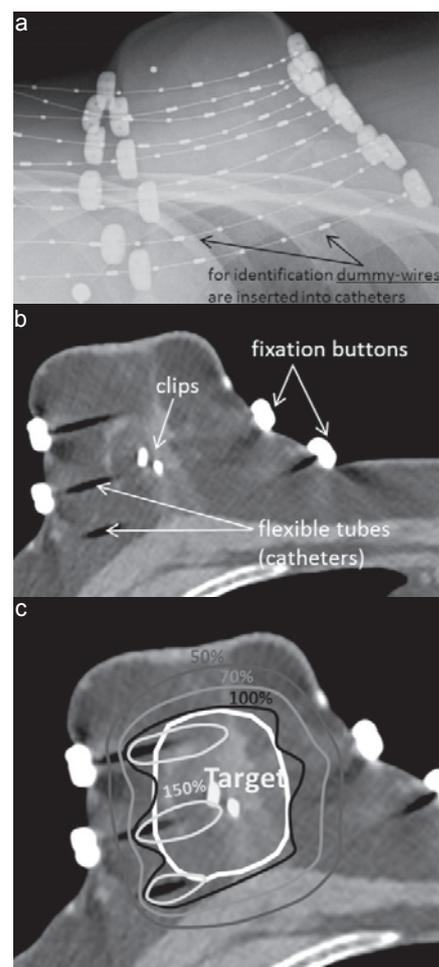 a
for identification dummy-wires
are inserted into catheters
b
fixation buttons
clips
flexible tubes
(catheters)
c
50%
70%
100%
150%
Target